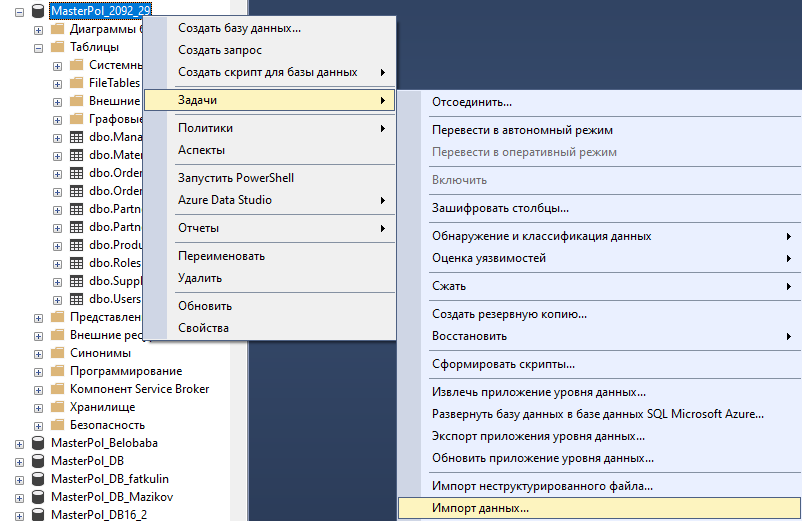 MasterPol_2092_29
Диаграммы б
Таблицы
Системнь
FileTables
Внешние
Графовые
dbo.Mana
dbo.Mate
dbo.Order
dbo.Order
dbo.Partn
dbo.Partn
dbo.Produ
dbo.Roles
dbo.Suppl
dbo.Users
Представлен
Внешние рес
Синонимы
Программирование
Компонент Service Broker
Хранилище
Безопасность
MasterPol_Belobaba
MasterPol_DB
MasterPol_DB_fatkulin
MasterPol_DB_Mazikov
MasterPol_DB16_2
Создать базу данных...
Создать запрос
Создать скрипт для базы данных
Задачи
Политики
Аспекты
Запустить PowerShell
Azure Data Studio
Отчеты
Переименовать
Удалить
Обновить
Свойства
Отсоединить...
Перевести в автономный режим
Перевести в оперативный режим
Включить
Зашифровать столбцы...
Обнаружение и классификация данных
Оценка уязвимостей
Сжать
Создать резервную копию...
Восстановить
Сформировать скрипты...
Извлечь приложение уровня данных...
Развернуть базу данных в базе данных SQL Microsoft Azure...
Экспорт приложения уровня данных...
Обновить приложение уровня данных...
Импорт неструктурированного файла...
Импорт данных...